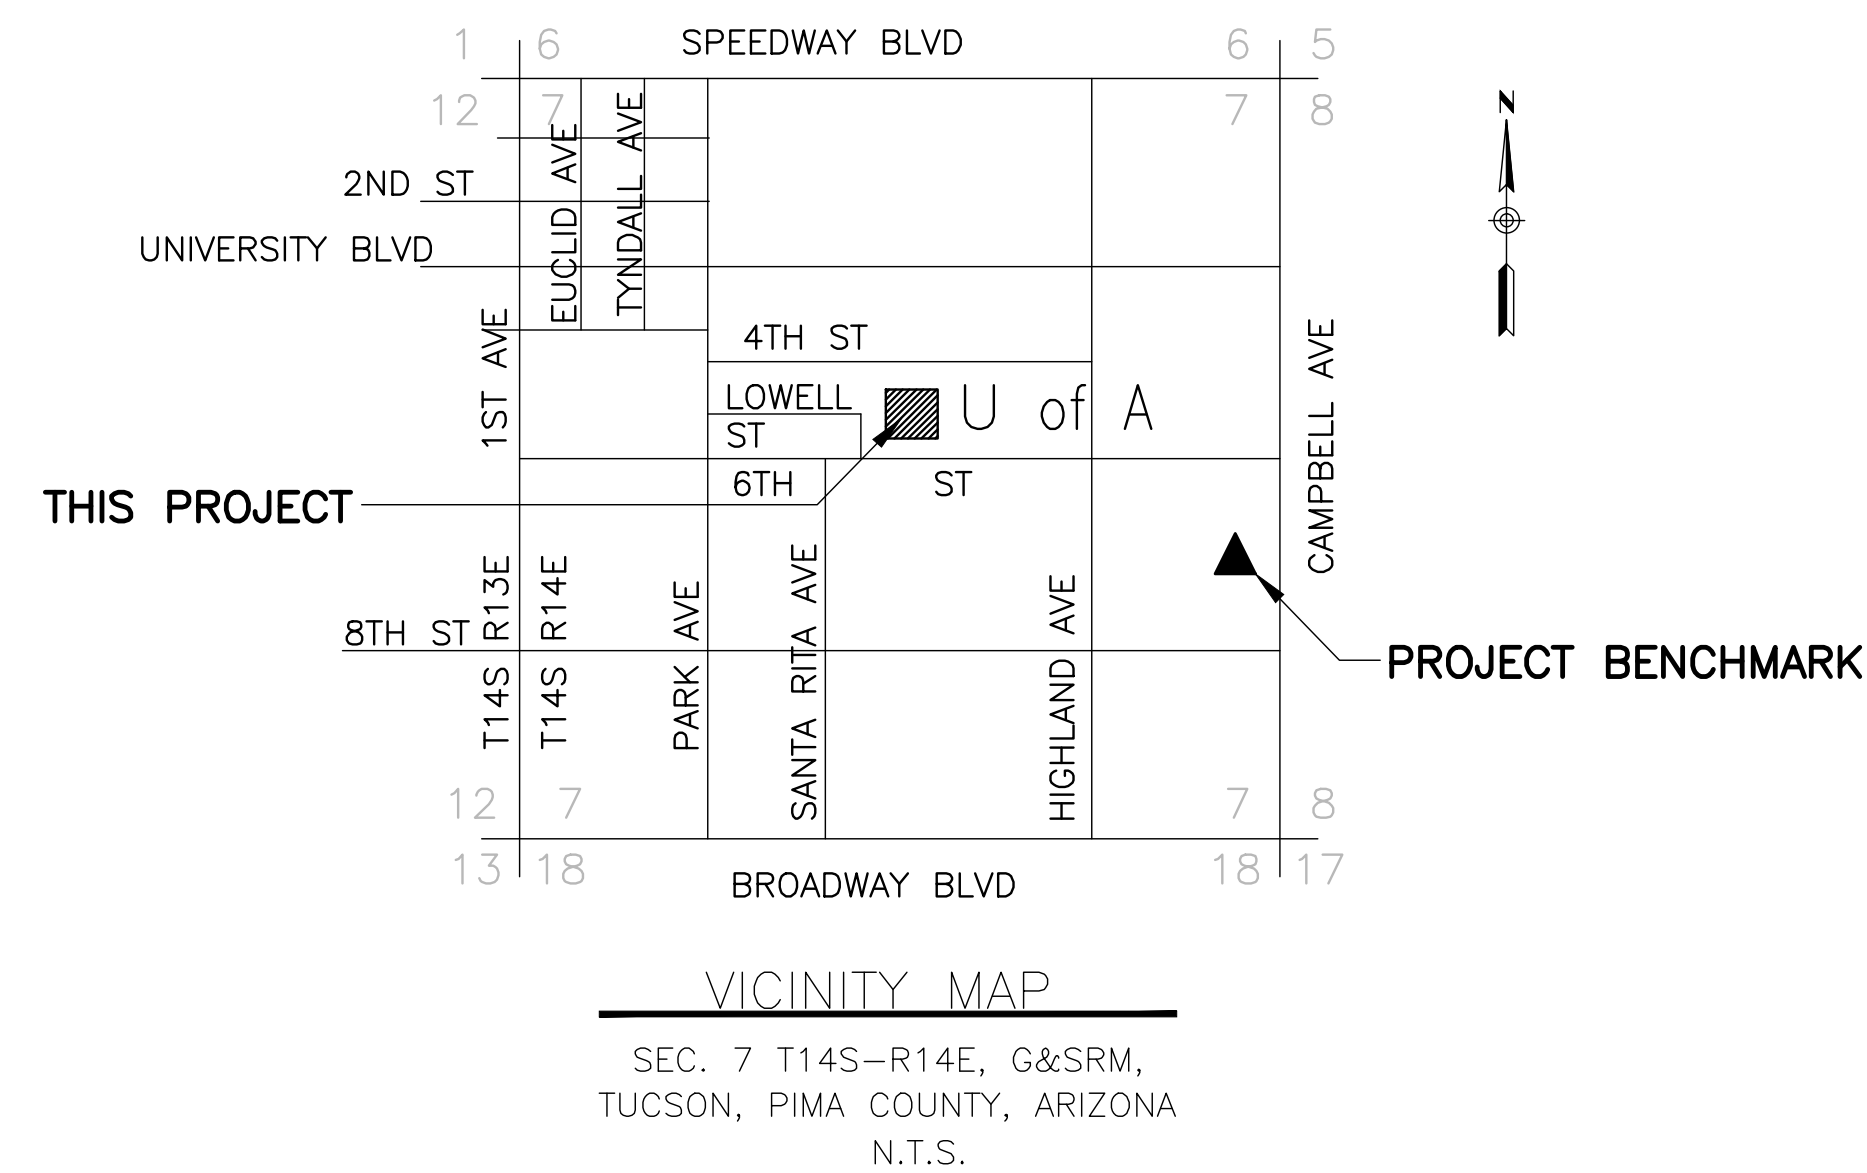 1 6 SPEEDWAY BLVD 6 5
12 7 7 8
N
2ND ST
EUCLID AVE
TYNDALL AVE
UNIVERSITY BLVD
1ST AVE
4TH ST
CAMPBELL AVE
LOWELL
ST
U of A
6TH ST
THIS PROJECT
T14S R13E
T14S R14E
PARK AVE
SANTA RITA AVE
HIGHLAND AVE
8TH ST
PROJECT BENCHMARK
12 7 7 8
13 18 18 17
BROADWAY BLVD
VICINITY MAP
SEC. 7 T14S-R14E, G&SRM,
TUCSON, PIMA COUNTY, ARIZONA
N.T.S.